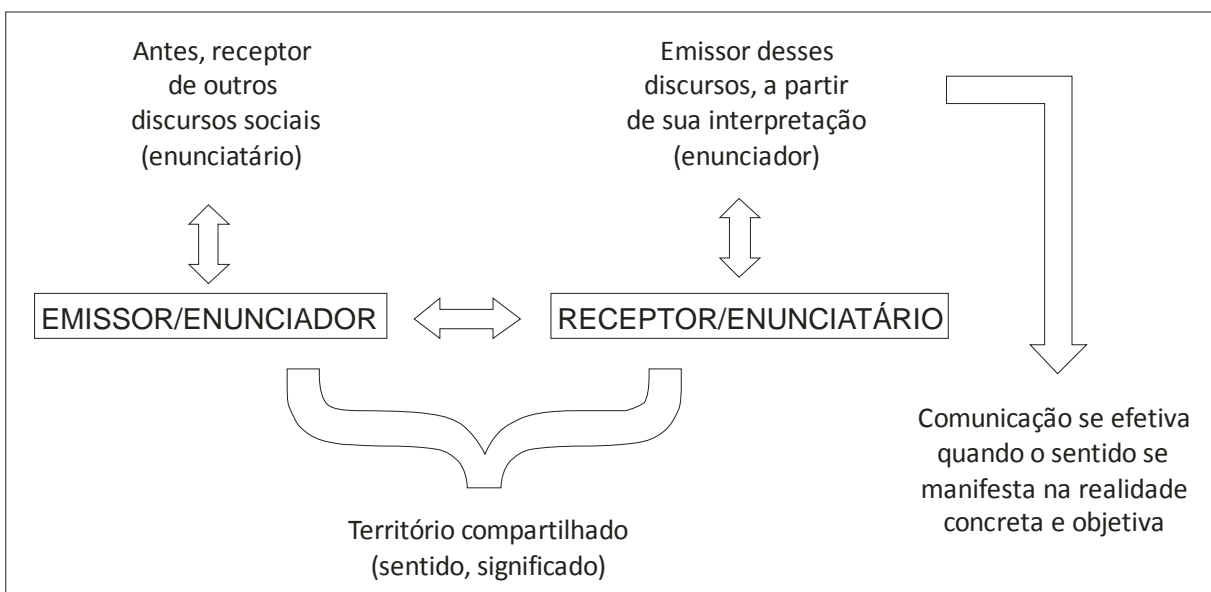 Antes, receptor
de outros
discursos sociais
(enunciatário)
Emissor desses
discursos, a partir
de sua interpretação
(enunciador)
EMISSOR/ENUNCIADOR
RECEPTOR/ENUNCIATÁRIO
Território compartilhado
(sentido, significado)
Comunicação se efetiva
quando o sentido se
manifesta na realidade
concreta e objetiva